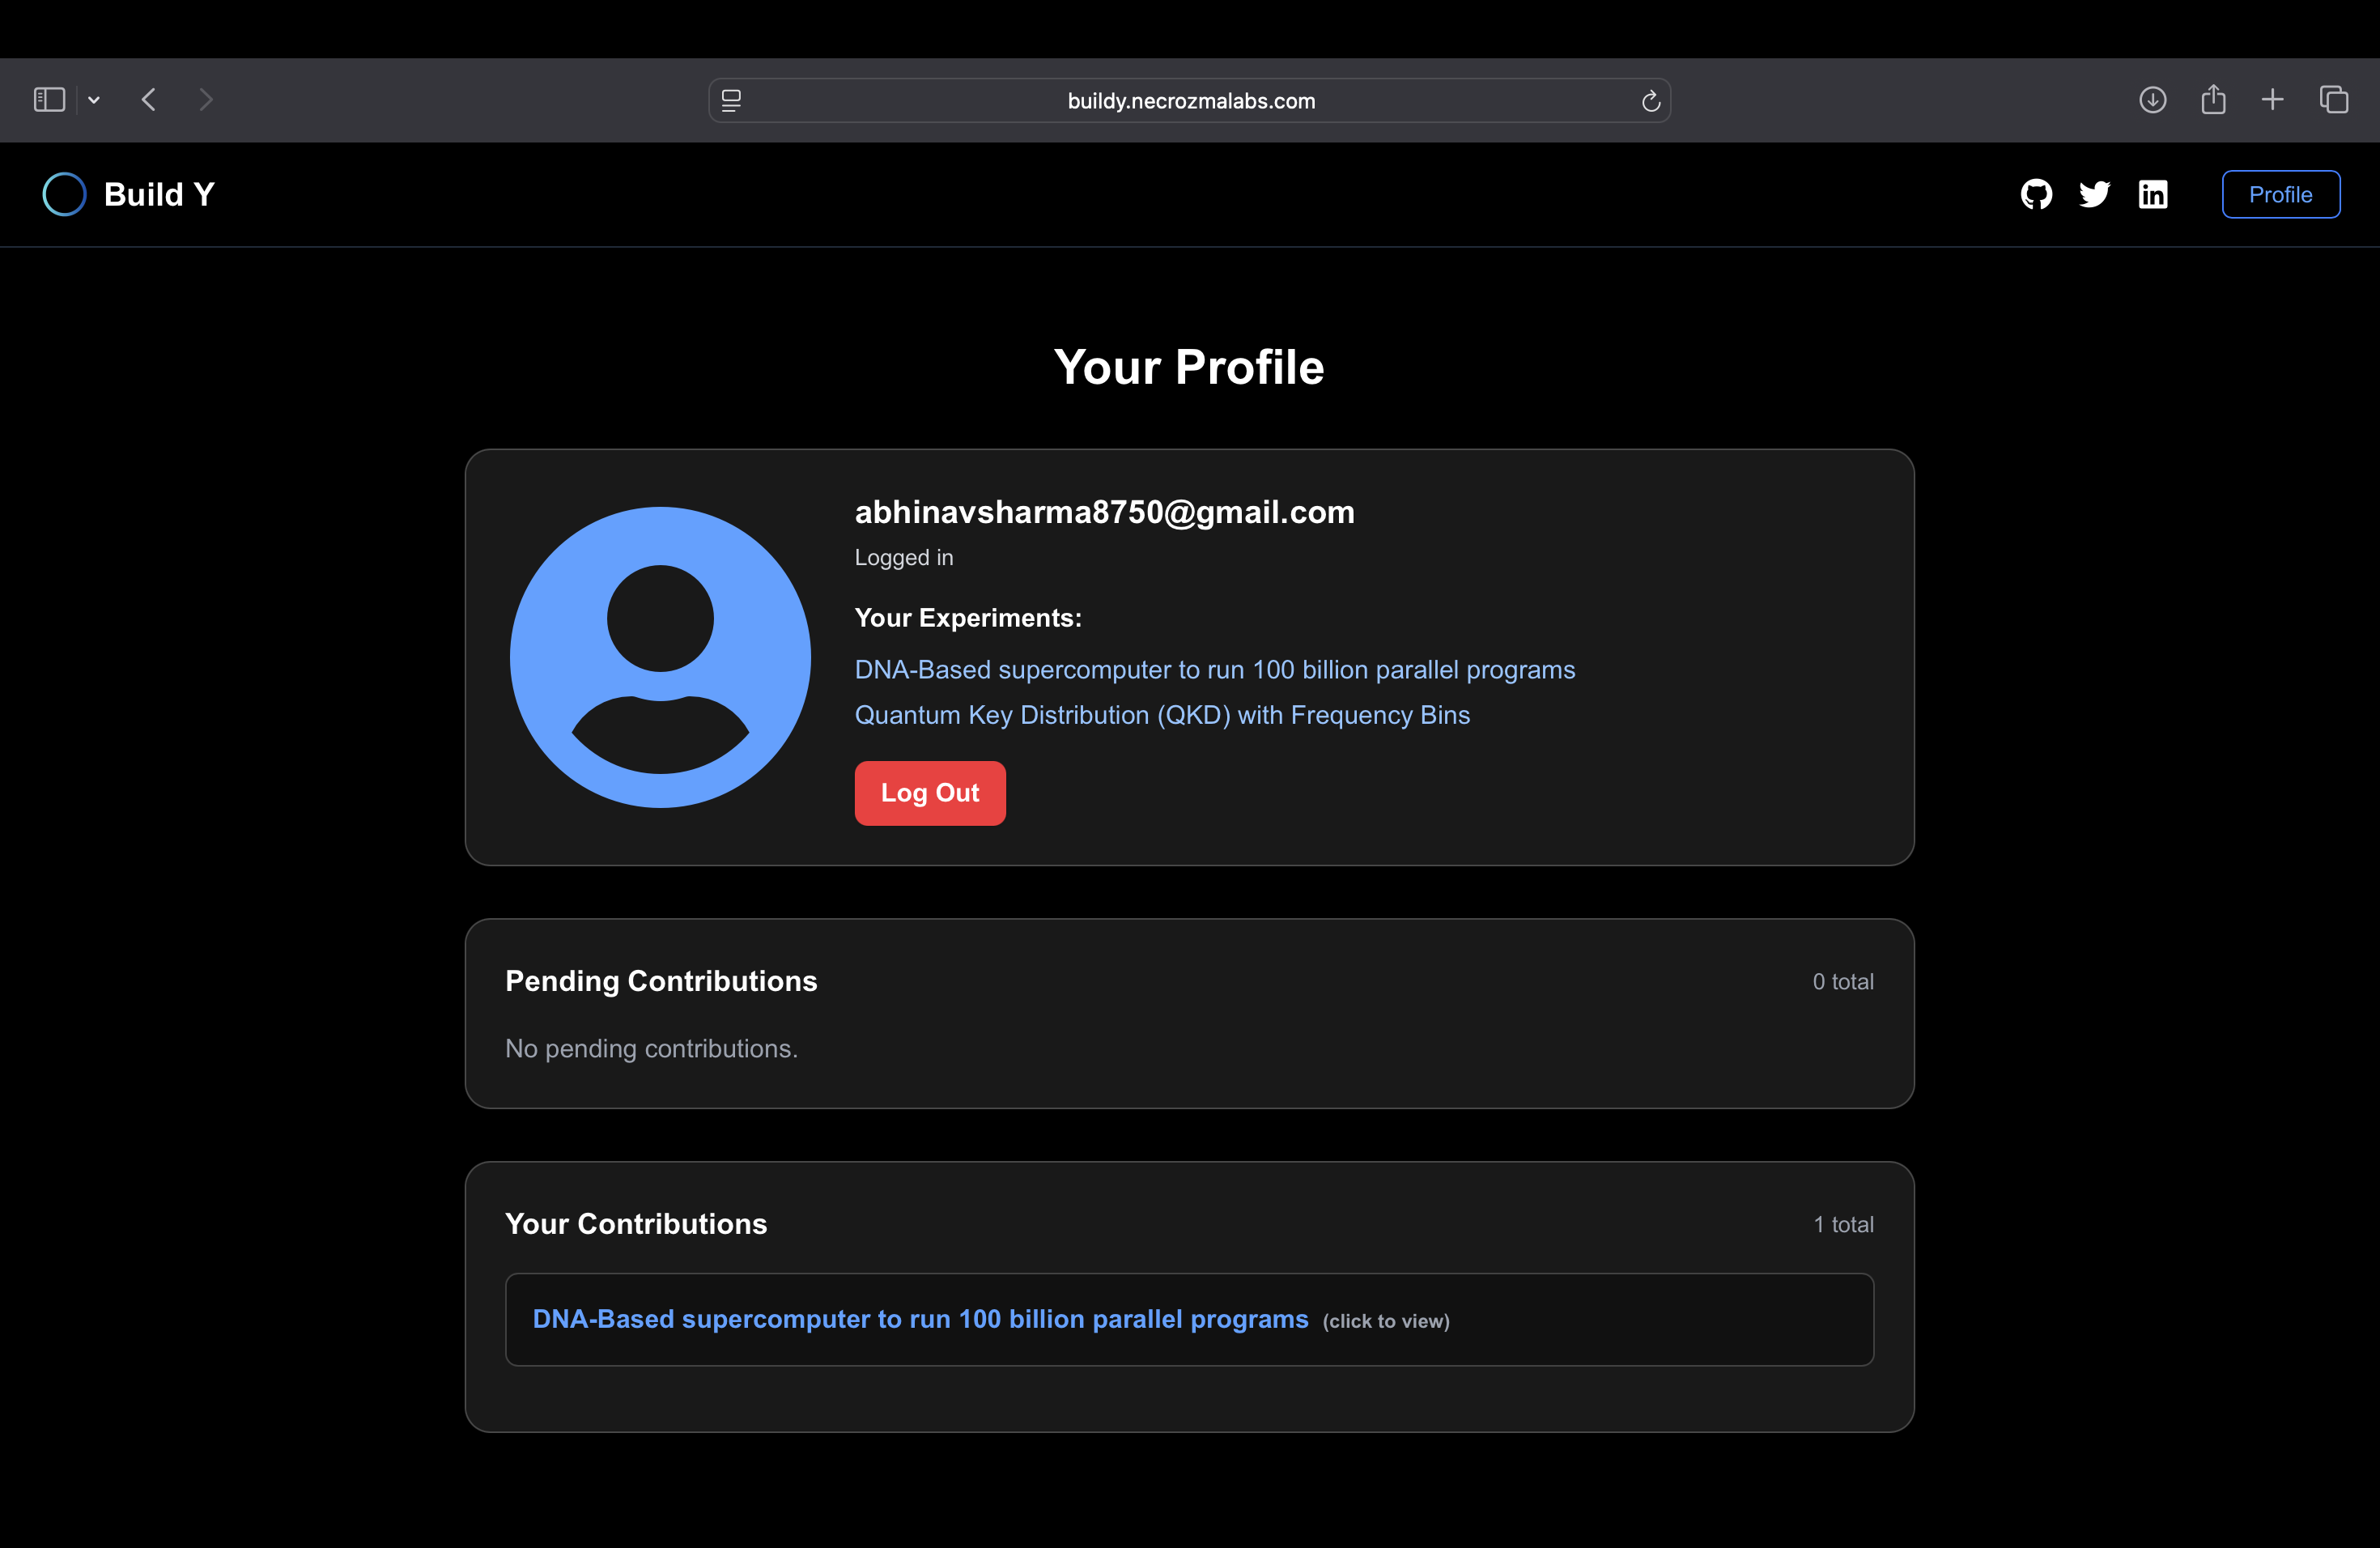 buildy.necrozmalabs.com
Build Y
in
Profile
Your Profile
abhinavsharma8750@gmail.com
Logged in
Your Experiments:
DNA-Based supercomputer to run 100 billion parallel programs
Quantum Key Distribution (QKD) with Frequency Bins
Log Out
Pending Contributions
0 total
No pending contributions.
Your Contributions
1 total
DNA-Based supercomputer to run 100 billion parallel programs (click to view)